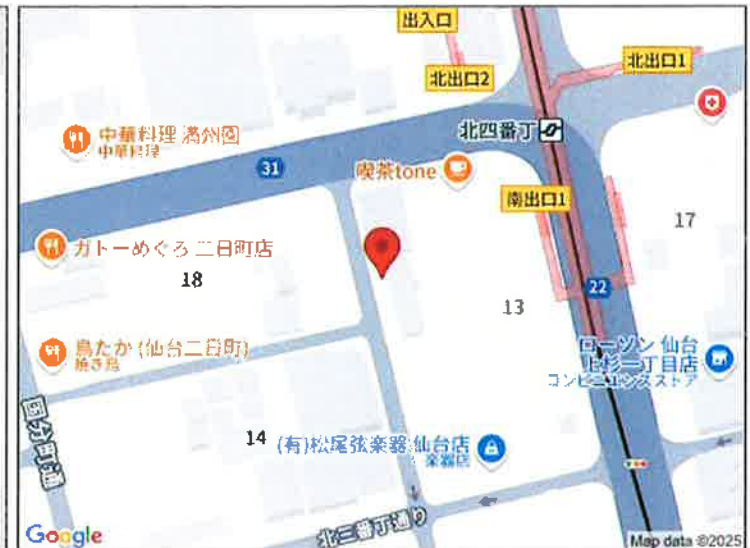 出入口
北出口2
北出口1
北四番丁
中華料理 満州園
中華料理
31
喫茶tone
南出口1
17
ガトーめぐろ 二日町店
18
22
13
鳥たか (仙台二日町)
焼き鳥
ローソン 仙台
上杉一丁目店
コンビニエンスストア
国分町通
14
(有)松尾弦楽器 仙台店
楽器店
北三番丁通り
Google
Map data ©2025